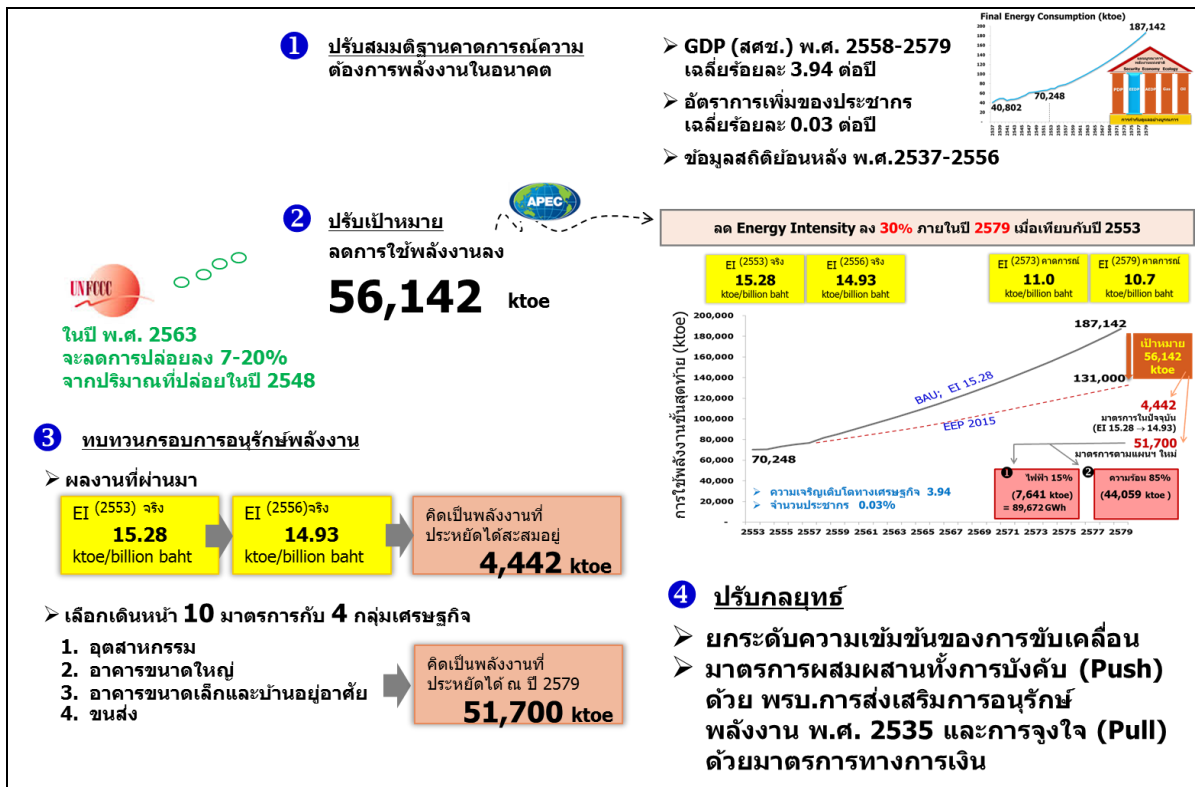 1 ปรับสมมติฐานคาดการณ์ความ
ต้องการพลังงานในอนาคต
➢ GDP (สศช.) พ.ศ. 2558-2579
เฉลี่ยร้อยละ 3.94 ต่อปี
➢ อัตราการเพิ่มของประชากร
เฉลี่ยร้อยละ 0.03 ต่อปี
➢ ข้อมูลสถิติย้อนหลัง พ.ศ.2537-2556
Final Energy Consumption (ktoe)
187,142
70,248
40,802
200
180
160
140
120
100
80
60
40
20
-
Security Economy Ecology
PDP EEDP AEDP Gas Oil
2 ปรับเป้าหมาย
ลดการใช้พลังงานลง
56,142 ktoe
APEC
UNFCCC
ในปี พ.ศ. 2563
จะลดการปล่อยลง 7-20%
จากปริมาณที่ปล่อยในปี 2548
ลด Energy Intensity ลง 30% ภายในปี 2579 เมื่อเทียบกับปี 2553
EI (2553) จริง
15.28
ktoe/billion baht
EI (2556) จริง
14.93
ktoe/billion baht
EI (2573) คาดการณ์
11.0
ktoe/billion baht
EI (2579) คาดการณ์
10.7
ktoe/billion baht
การใช้พลังงานขั้นสุดท้าย (ktoe)
200,000
180,000
160,000
140,000
120,000
100,000
80,000
60,000
40,000
20,000
-
187,142
131,000
70,248
BAU; EI 15.28
EEP 2015
เป้าหมาย
56,142
ktoe
4,442
มาตรการในปัจจุบัน
(EI 15.28 → 14.93)
51,700
มาตรการตามแผนฯ ใหม่
1 ไฟฟ้า 15%
(7,641 ktoe)
= 89,672 GWh
2 ความร้อน 85%
(44,059 ktoe )
➢ ความเจริญเติบโตทางเศรษฐกิจ 3.94
➢ จำนวนประชากร 0.03%
2553 2555 2557 2559 2561 2563 2565 2567 2569 2571 2573 2575 2577 2579
3 ทบทวนกรอบการอนุรักษ์พลังงาน
➢ ผลงานที่ผ่านมา
EI (2553) จริง
15.28
ktoe/billion baht
EI (2556)จริง
14.93
ktoe/billion baht
คิดเป็นพลังงานที่
ประหยัดได้สะสมอยู่
4,442 ktoe
➢ เลือกเดินหน้า 10 มาตรการกับ 4 กลุ่มเศรษฐกิจ
1. อุตสาหกรรม
2. อาคารขนาดใหญ่
3. อาคารขนาดเล็กและบ้านอยู่อาศัย
4. ขนส่ง
คิดเป็นพลังงานที่
ประหยัดได้ ณ ปี 2579
51,700 ktoe
4 ปรับกลยุทธ์
➢ ยกระดับความเข้มข้นของการขับเคลื่อน
➢ มาตรการผสมผสานทั้งการบังคับ (Push)
ด้วย พรบ.การส่งเสริมการอนุรักษ์
พลังงาน พ.ศ. 2535 และการจูงใจ (Pull)
ด้วยมาตรการทางการเงิน